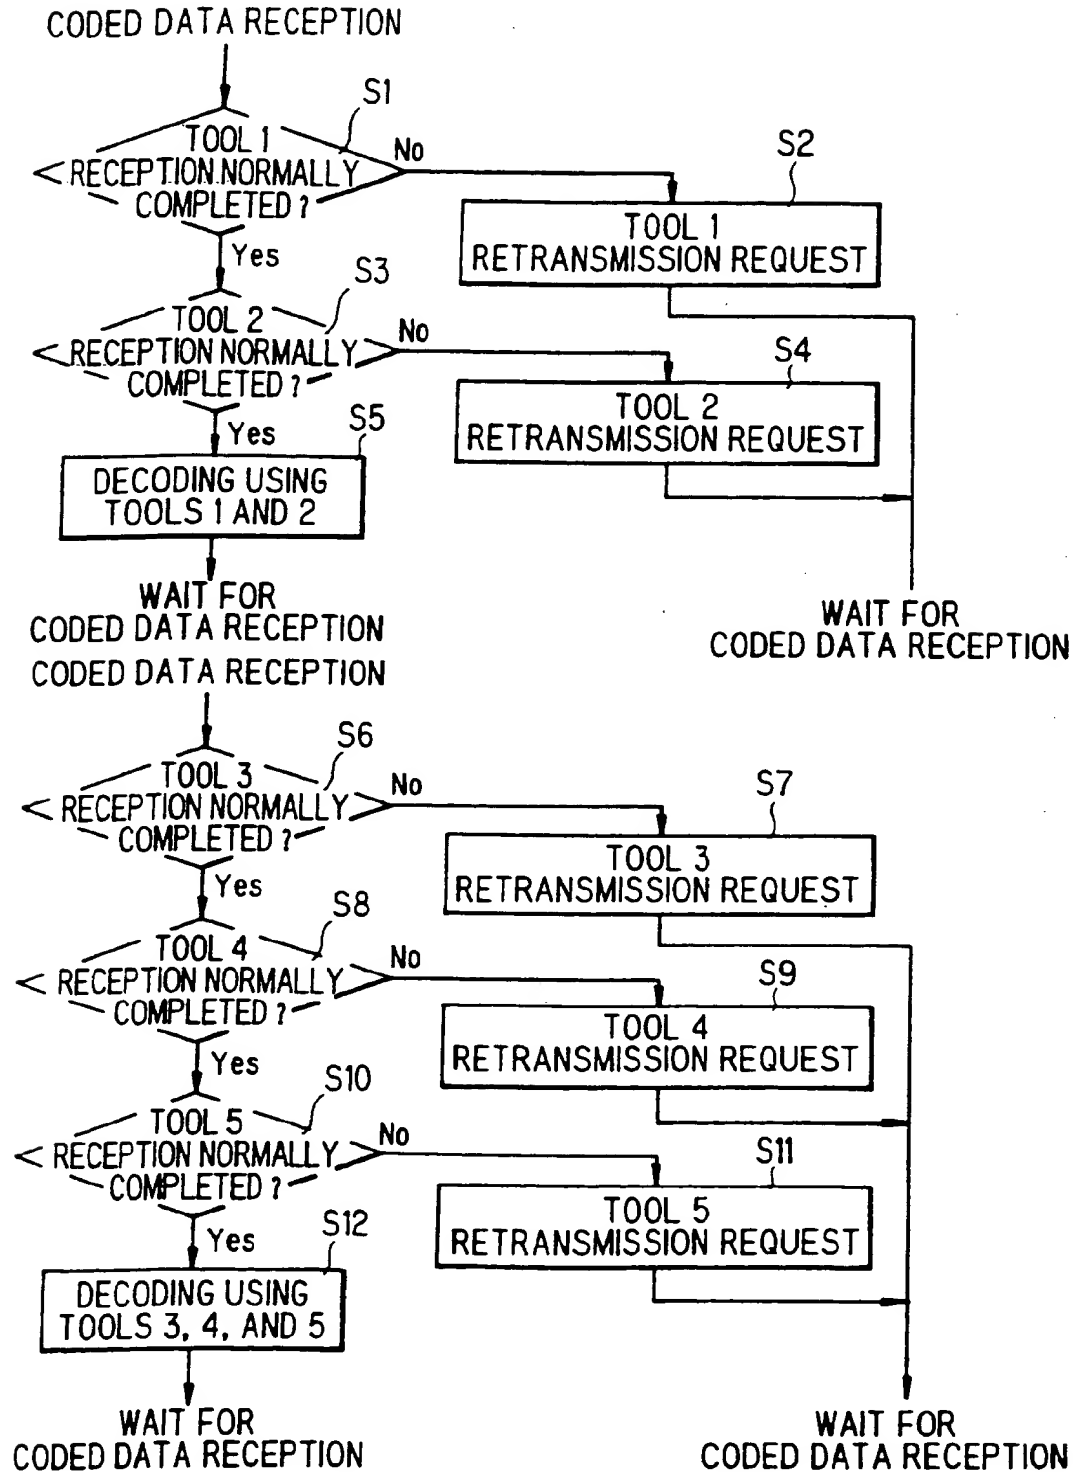 CODED DATA RECEPTION
S1
TOOL 1
RECEPTION NORMALLY
COMPLETED ?
No
S2
TOOL 1
RETRANSMISSION REQUEST
Yes
S3
TOOL 2
RECEPTION NORMALLY
COMPLETED ?
No
S4
TOOL 2
RETRANSMISSION REQUEST
Yes
S5
DECODING USING
TOOLS 1 AND 2
WAIT FOR
CODED DATA RECEPTION
WAIT FOR
CODED DATA RECEPTION
CODED DATA RECEPTION
S6
TOOL 3
RECEPTION NORMALLY
COMPLETED ?
No
S7
TOOL 3
RETRANSMISSION REQUEST
Yes
S8
TOOL 4
RECEPTION NORMALLY
COMPLETED ?
No
S9
TOOL 4
RETRANSMISSION REQUEST
Yes
S10
TOOL 5
RECEPTION NORMALLY
COMPLETED ?
No
S11
TOOL 5
RETRANSMISSION REQUEST
Yes
S12
DECODING USING
TOOLS 3, 4, AND 5
WAIT FOR
CODED DATA RECEPTION
WAIT FOR
CODED DATA RECEPTION